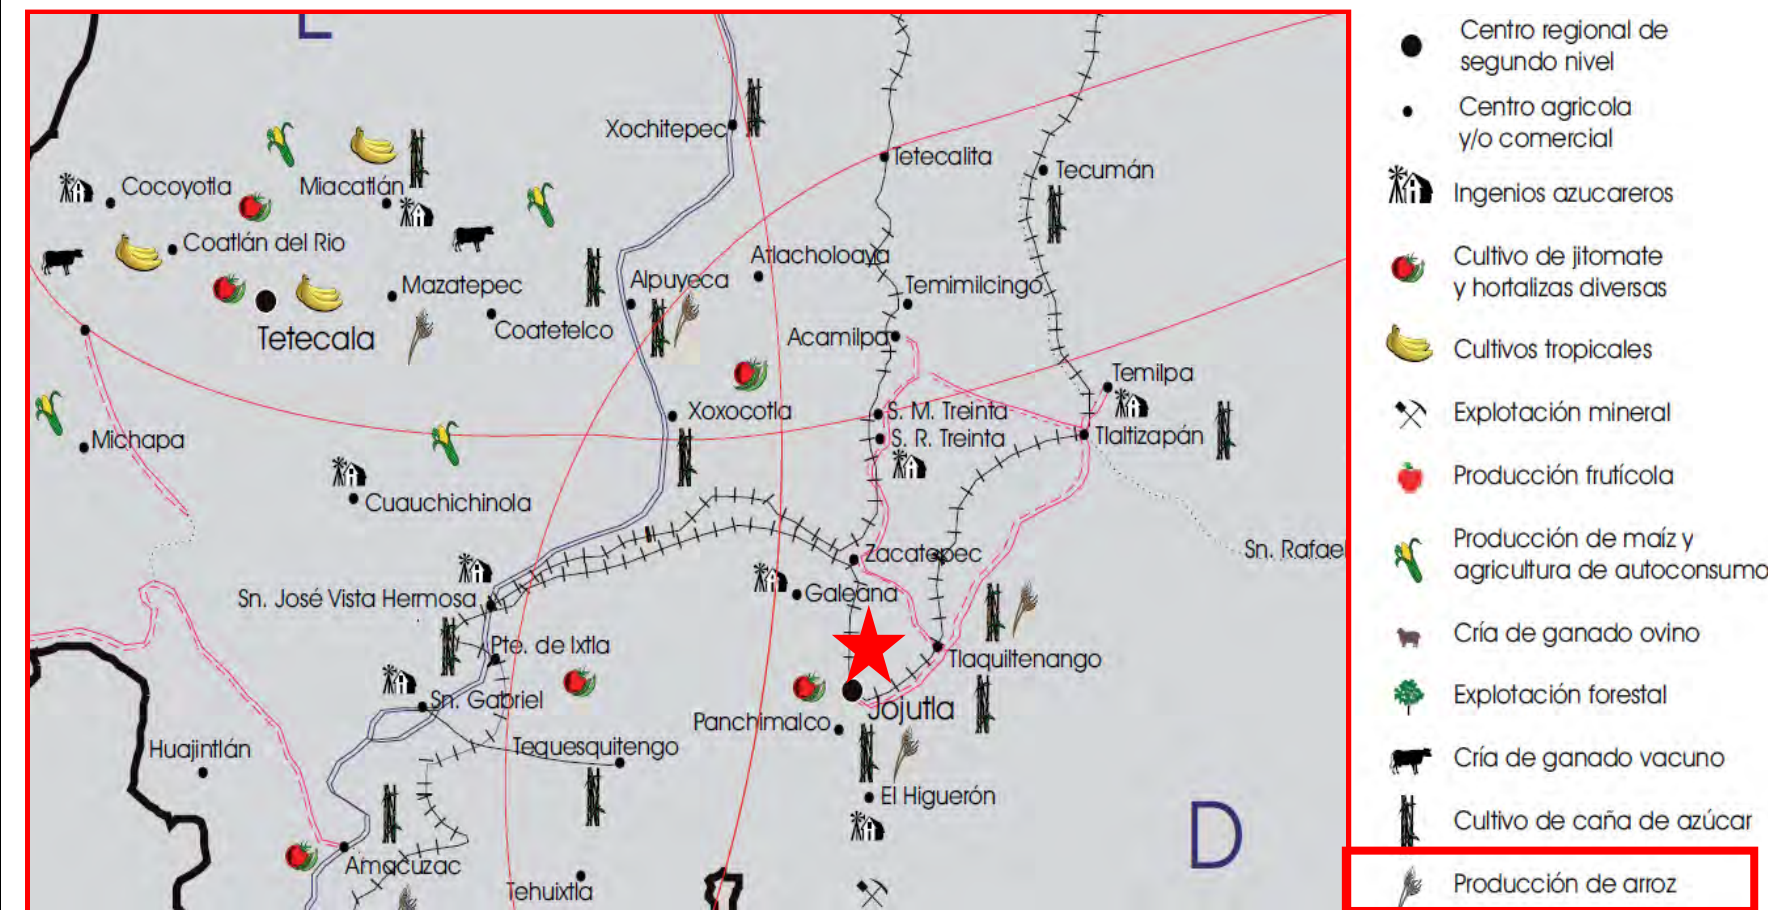 E
Xochitepec
Tetecalita
Tecumán
Cocoyotla
Miacatlán
Coatlán del Rio
Atlacholoaya
Mazatepec
Alpuyeca
Temimilcingo
Tetecala
Coatetelco
Acamilpa
Temilpa
Michapa
Xoxocotla
S. M. Treinta
S. R. Treinta
Tlaltizapán
Cuauchichinola
Zacatepec
Sn. Rafael
Sn. José Vista Hermosa
Galeana
Pte. de Ixtla
Tlaquiltenango
Sn. Gabriel
Jojutla
Panchimalco
Huajintlán
Tequesquitengo
El Higuerón
D
Amacuzac
Tehuixtla
Centro regional de
segundo nivel
Centro agricola
y/o comercial
Ingenios azucareros
Cultivo de jitomate
y hortalizas diversas
Cultivos tropicales
Explotación mineral
Producción frutícola
Producción de maíz y
agricultura de autoconsumo
Cría de ganado ovino
Explotación forestal
Cría de ganado vacuno
Cultivo de caña de azúcar
Producción de arroz